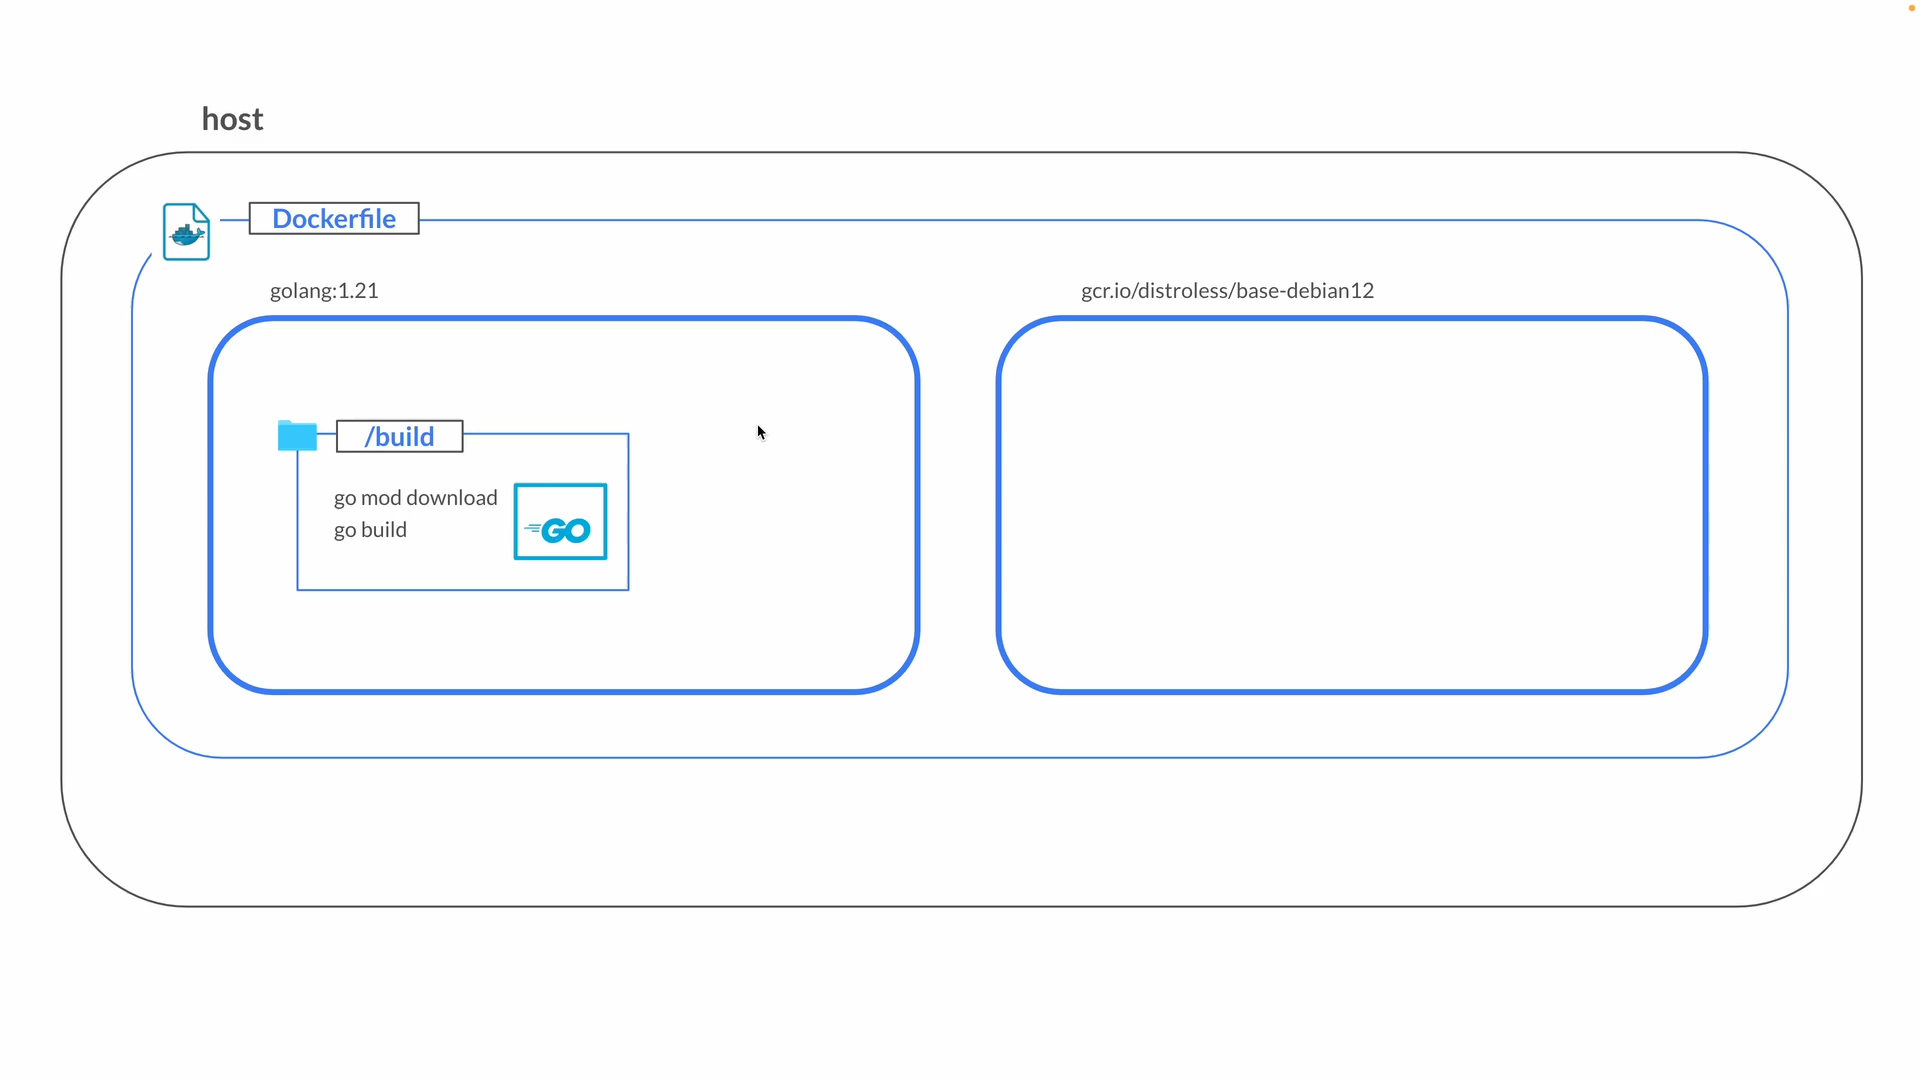 host
Dockerfile
golang:1.21
gcr.io/distroless/base-debian12
/build
go mod download
go build
GO